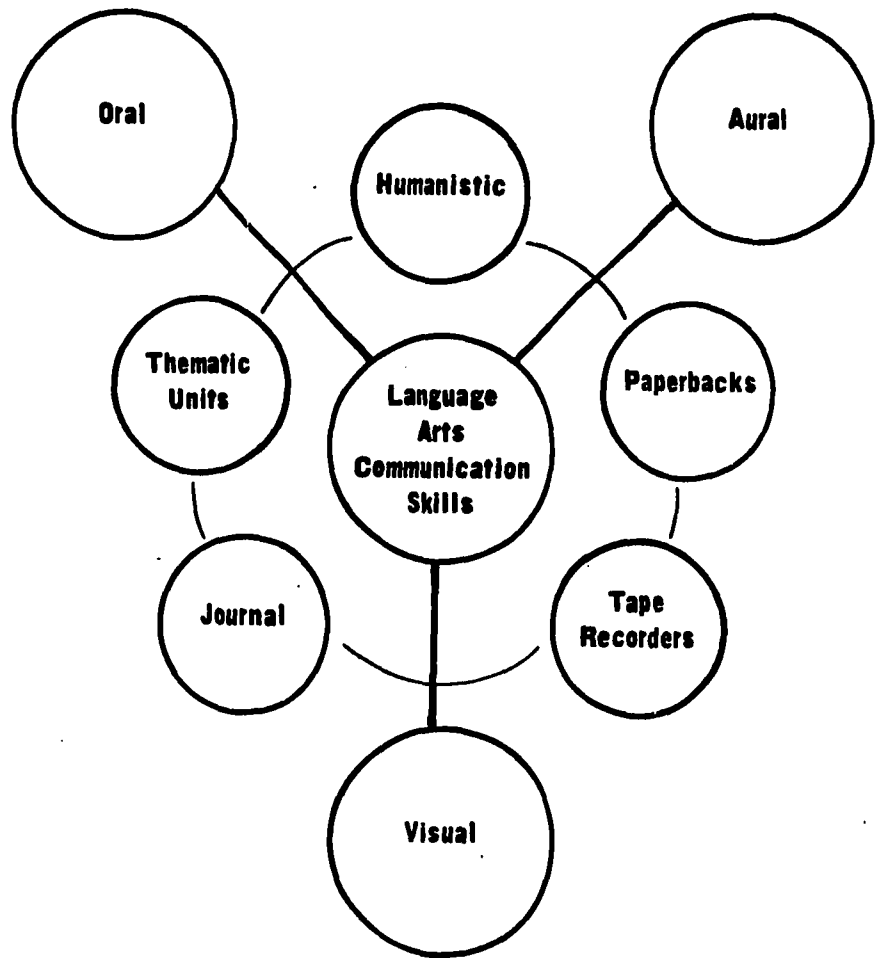 Oral
Aural
Humanistic
Thematic
Units
Paperbacks
Language
Arts
Communication
Skills
Journal
Tape
Recorders
Visual